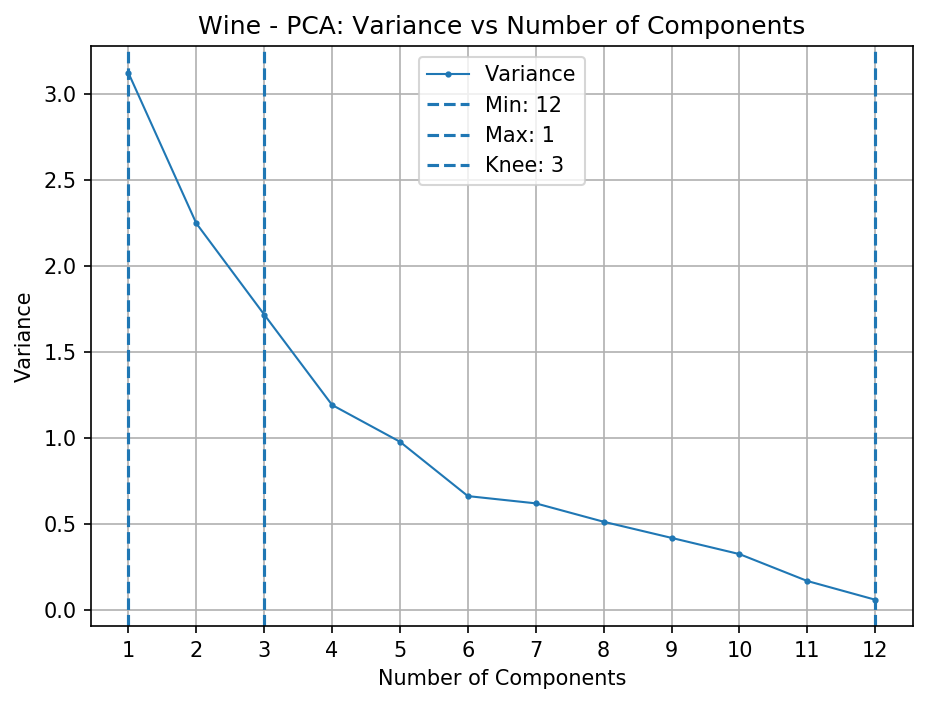 Wine - PCA: Variance vs Number of Components
Variance
Min: 12
Max: 1
Knee: 3
3.0
2.5
2.0
1.5
1.0
0.5
0.0
Variance
1 2 3 4 5 6 7 8 9 10 11 12
Number of Components